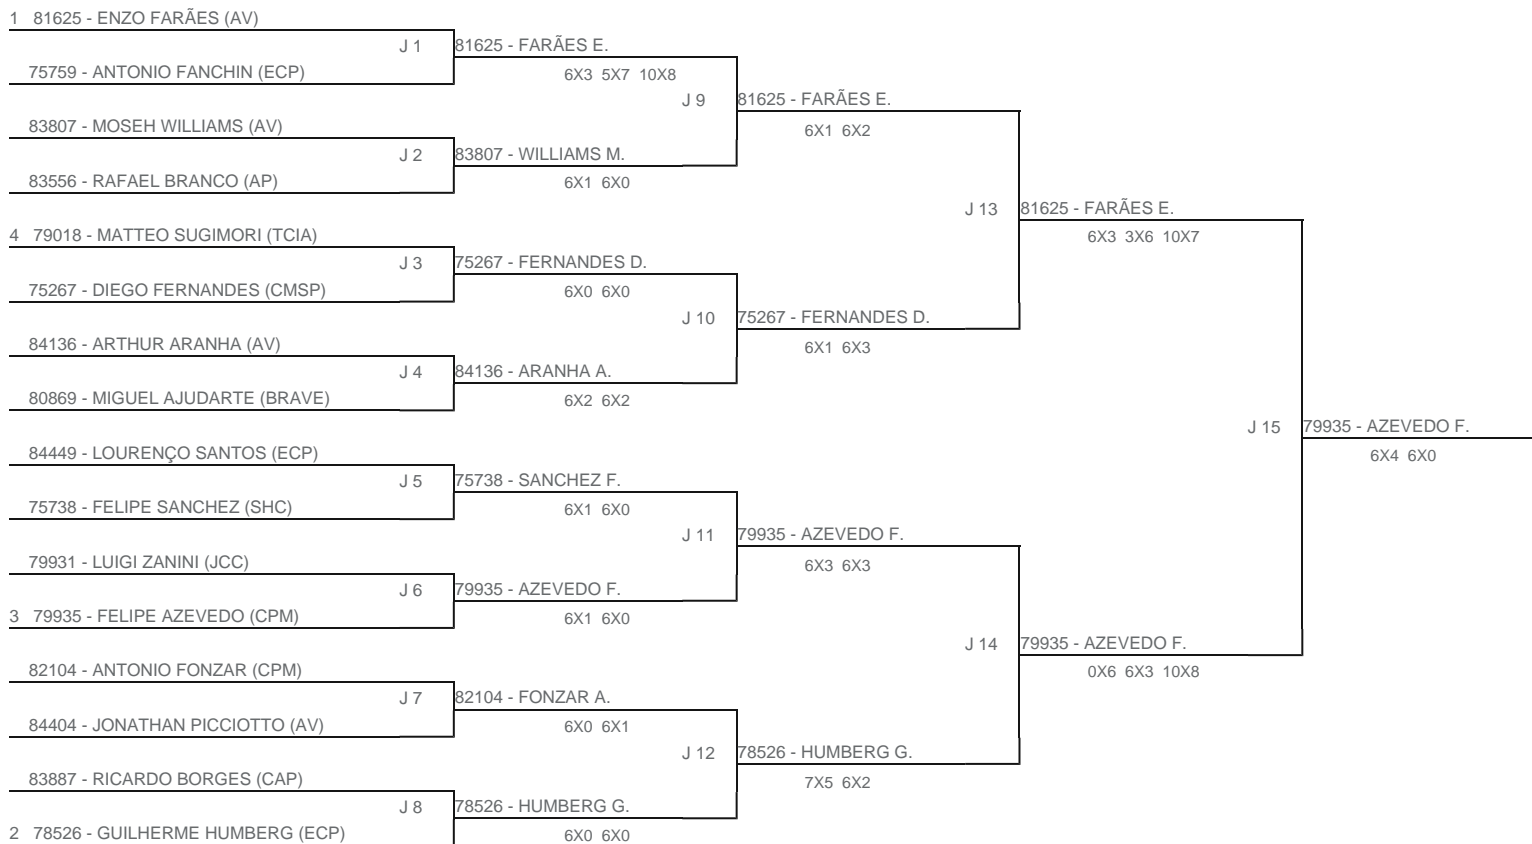 1 81625 - ENZO FARÃES (AV)
J 1 81625 - FARÃES E.
75759 - ANTONIO FANCHIN (ECP) 6X3 5X7 10X8
J 9 81625 - FARÃES E.
83807 - MOSEH WILLIAMS (AV) 6X1 6X2
J 2 83807 - WILLIAMS M.
83556 - RAFAEL BRANCO (AP) 6X1 6X0
J 13 81625 - FARÃES E.
4 79018 - MATTEO SUGIMORI (TCIA) 6X3 3X6 10X7
J 3 75267 - FERNANDES D.
75267 - DIEGO FERNANDES (CMSP) 6X0 6X0
J 10 75267 - FERNANDES D.
84136 - ARTHUR ARANHA (AV) 6X1 6X3
J 4 84136 - ARANHA A.
80869 - MIGUEL AJUDARTE (BRAVE) 6X2 6X2
J 15 79935 - AZEVEDO F.
84449 - LOURENÇO SANTOS (ECP) 6X4 6X0
J 5 75738 - SANCHEZ F.
75738 - FELIPE SANCHEZ (SHC) 6X1 6X0
J 11 79935 - AZEVEDO F.
79931 - LUIGI ZANINI (JCC) 6X3 6X3
J 6 79935 - AZEVEDO F.
3 79935 - FELIPE AZEVEDO (CPM) 6X1 6X0
J 14 79935 - AZEVEDO F.
82104 - ANTONIO FONZAR (CPM) 0X6 6X3 10X8
J 7 82104 - FONZAR A.
84404 - JONATHAN PICCIOTTO (AV) 6X0 6X1
J 12 78526 - HUMBERG G.
83887 - RICARDO BORGES (CAP) 7X5 6X2
J 8 78526 - HUMBERG G.
2 78526 - GUILHERME HUMBERG (ECP) 6X0 6X0